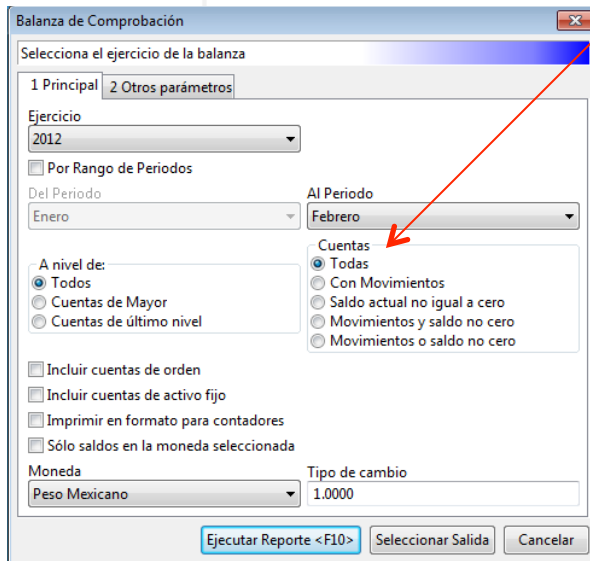 Balanza de Comprobación
Selecciona el ejercicio de la balanza
1 Principal 2 Otros parámetros
Ejercicio
2012
Por Rango de Periodos
Del Periodo Al Periodo
Enero Febrero
A nivel de:
Todos
Cuentas de Mayor
Cuentas de último nivel
Cuentas
Todas
Con Movimientos
Saldo actual no igual a cero
Movimientos y saldo no cero
Movimientos o saldo no cero
Incluir cuentas de orden
Incluir cuentas de activo fijo
Imprimir en formato para contadores
Sólo saldos en la moneda seleccionada
Moneda Tipo de cambio
Peso Mexicano 1.0000
Ejecutar Reporte <F10> Seleccionar Salida Cancelar